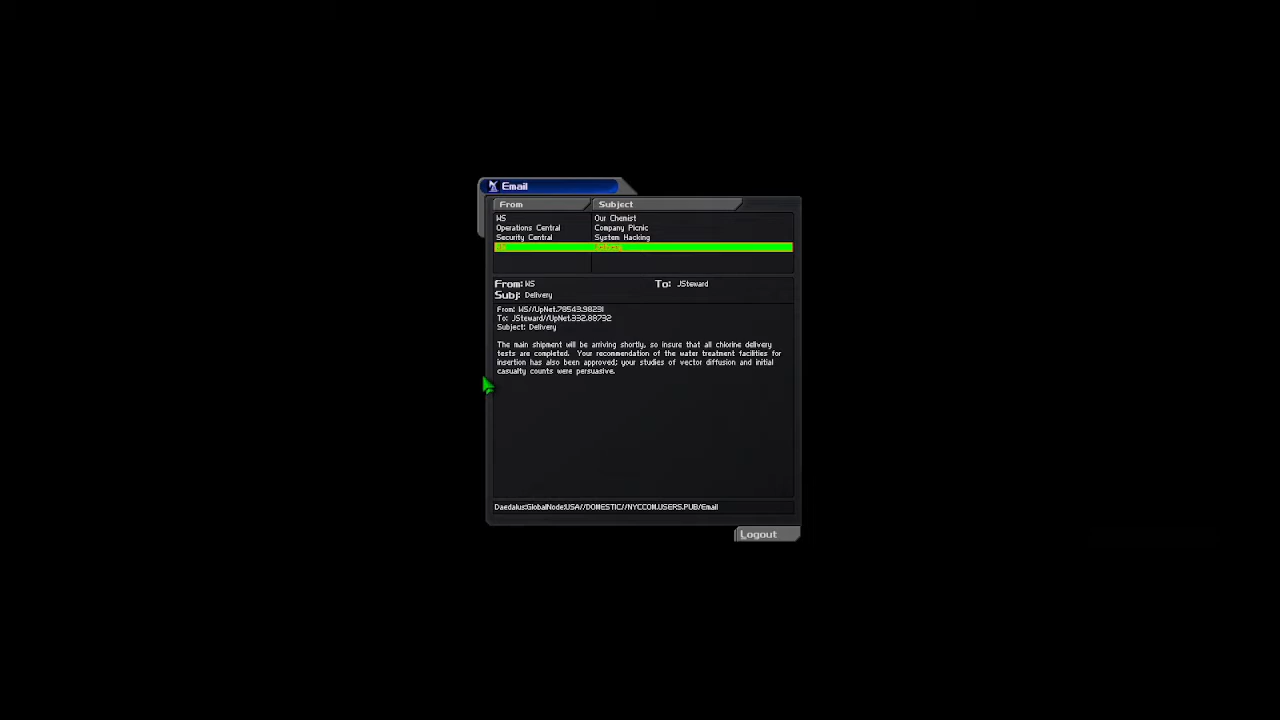 Email
From Subject
WS Our Chemist
Operations Central Company Picnic
Security Central System Hacking
From: WS To: JSteward
Subj: Delivery
From: WS//UpNet.78543.98231
To: JSteward//UpNet.332.88732
Subject: Delivery
The main shipment will be arriving shortly, so insure that all chlorine delivery
tests are completed. Your recommendation of the water treatment facilities for
insertion has also been approved; your studies of vector diffusion and initial
casualty counts were persuasive.
Daedalus:GlobalNode:USA//DOMESTIC//NYCCOM.USERS.PUB/Email
Logout